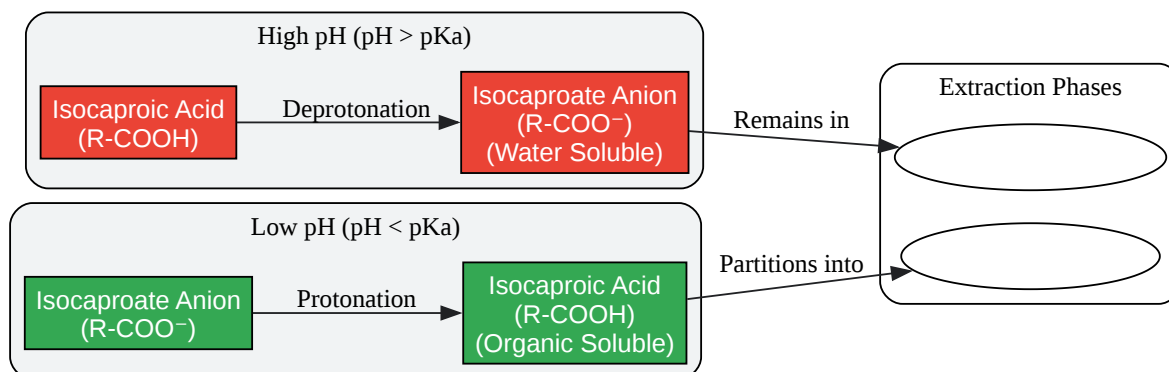 High pH (pH > pKa)
Isocaproic Acid
(R-COOH)
Deprotonation
Isocaproate Anion
(R-COO⁻)
(Water Soluble)
Remains in
Extraction Phases
Low pH (pH < pKa)
Isocaproate Anion
(R-COO⁻)
Protonation
Isocaproic Acid
(R-COOH)
(Organic Soluble)
Partitions into